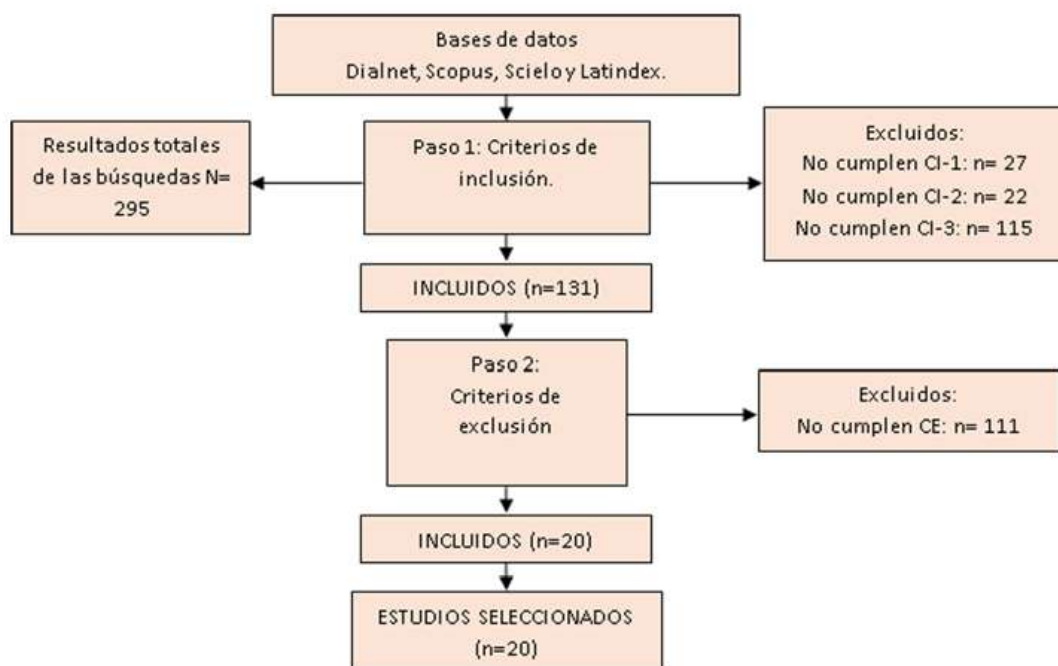 Bases de datos
Dialnet, Scopus, Scielo y Latindex.
Resultados totales
de las búsquedas N=
295
Paso 1: Criterios de
inclusión.
Excluidos:
No cumplen CI-1: n= 27
No cumplen CI-2: n= 22
No cumplen CI-3: n= 115
INCLUIDOS (n=131)
Paso 2:
Criterios de
exclusión
Excluidos:
No cumplen CE: n= 111
INCLUIDOS (n=20)
ESTUDIOS SELECCIONADOS
(n=20)